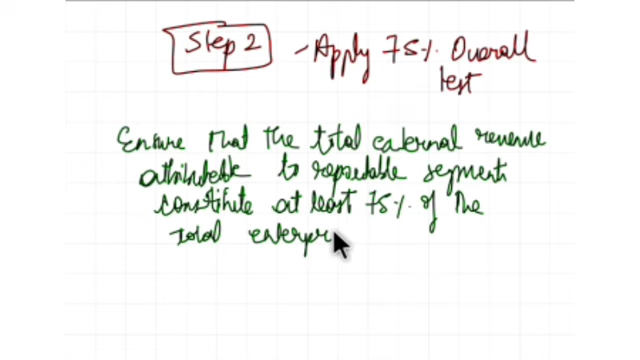 Step 2 - Apply 75% Overall
test
Ensure that the total external revenue
attributable to reportable segment
constitute at least 75% of the
total enterpr